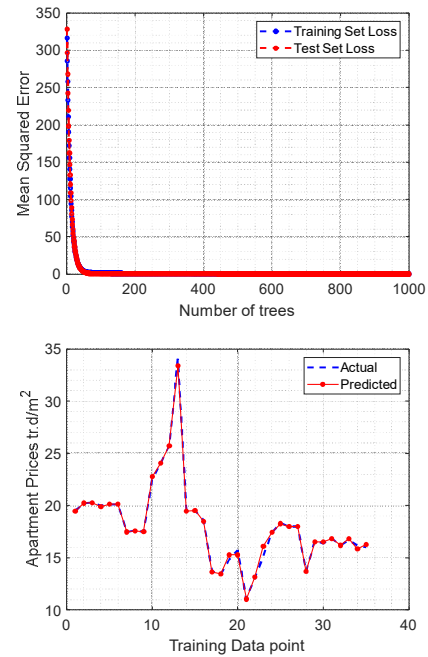 350
300
250
200
150
100
50
0
Mean Squared Error
Training Set Loss
Test Set Loss
0 200 400 600 800 1000
Number of trees
35
30
25
20
15
10
Apartment Prices tr.d/m²
Actual
Predicted
0 10 20 30 40
Training Data point